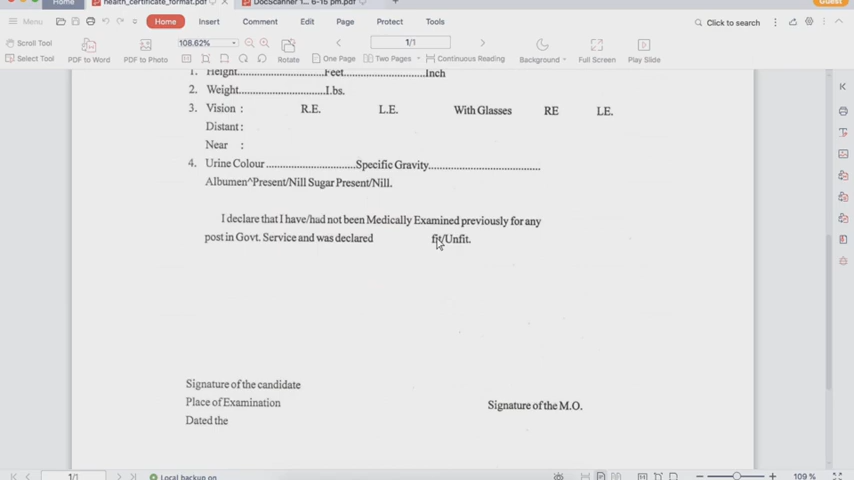 Home
health_certificate_format.pdf
DocScanner 1... 6-15 pm.pdf
Guest
Menu
Home
Insert
Comment
Edit
Page
Protect
Tools
Click to search
Scroll Tool
Select Tool
PDF to Word
PDF to Photo
108.62%
Rotate
1/1
One Page
Two Pages
Continuous Reading
Background
Full Screen
Play Slide
1. Height..........................Feet..........................Inch
2. Weight..........................Lbs.
3. Vision : R.E. L.E. With Glasses RE LE.
Distant :
Near :
4. Urine Colour ...........................Specific Gravity..................................
Albumen^Present/Nill Sugar Present/Nill.
I declare that I have/had not been Medically Examined previously for any
post in Govt. Service and was declared fit/Unfit.
Signature of the candidate
Place of Examination
Signature of the M.O.
Dated the
1/1
Local backup on
109 %